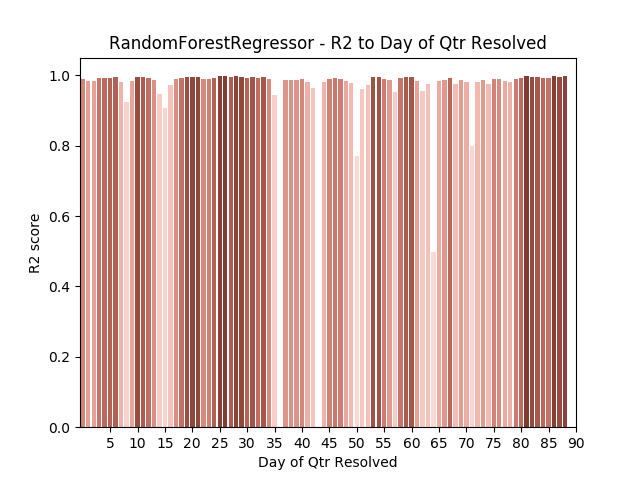 RandomForestRegressor - R2 to Day of Qtr Resolved
1.0
0.8
0.6
0.4
0.2
0.0
R2 score
5 10 15 20 25 30 35 40 45 50 55 60 65 70 75 80 85 90
Day of Qtr Resolved